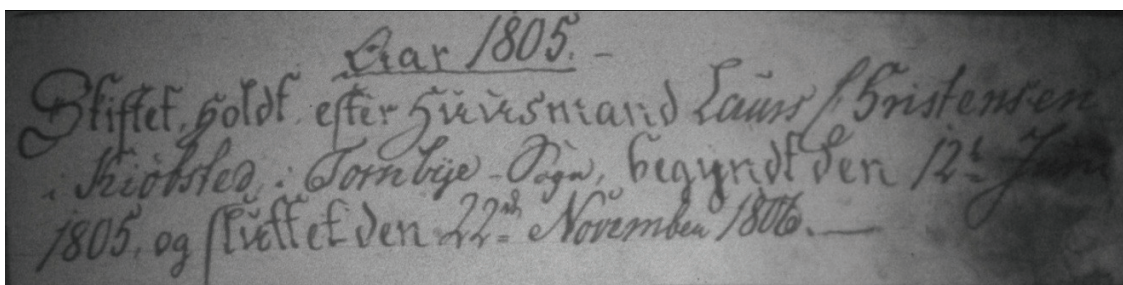 Aar 1805. -
Skiftet, holdt efter Huusmand Laurs Christensen
i Kiøbsted, i Tornbye Sogn, begyndt den 12te Juni
1805, og sluttet den 22de November 1806. —